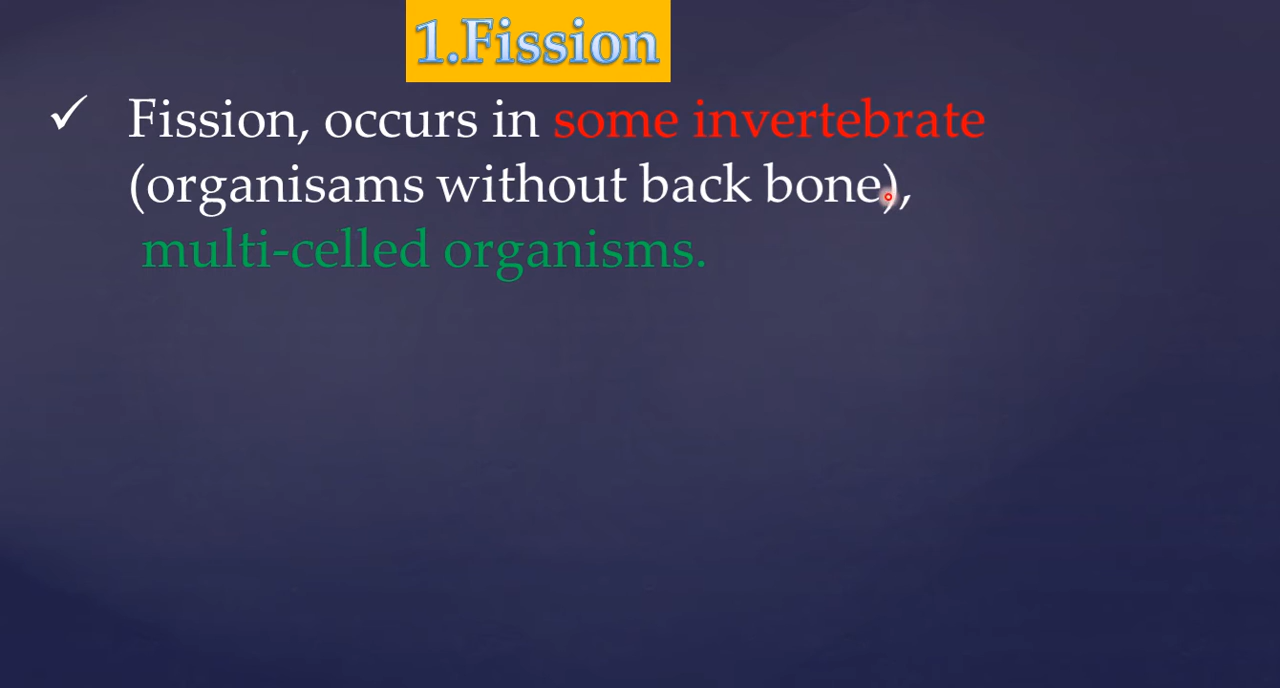 1.Fission
✓ Fission, occurs in some invertebrate
(organisams without back bone),
multi-celled organisms.